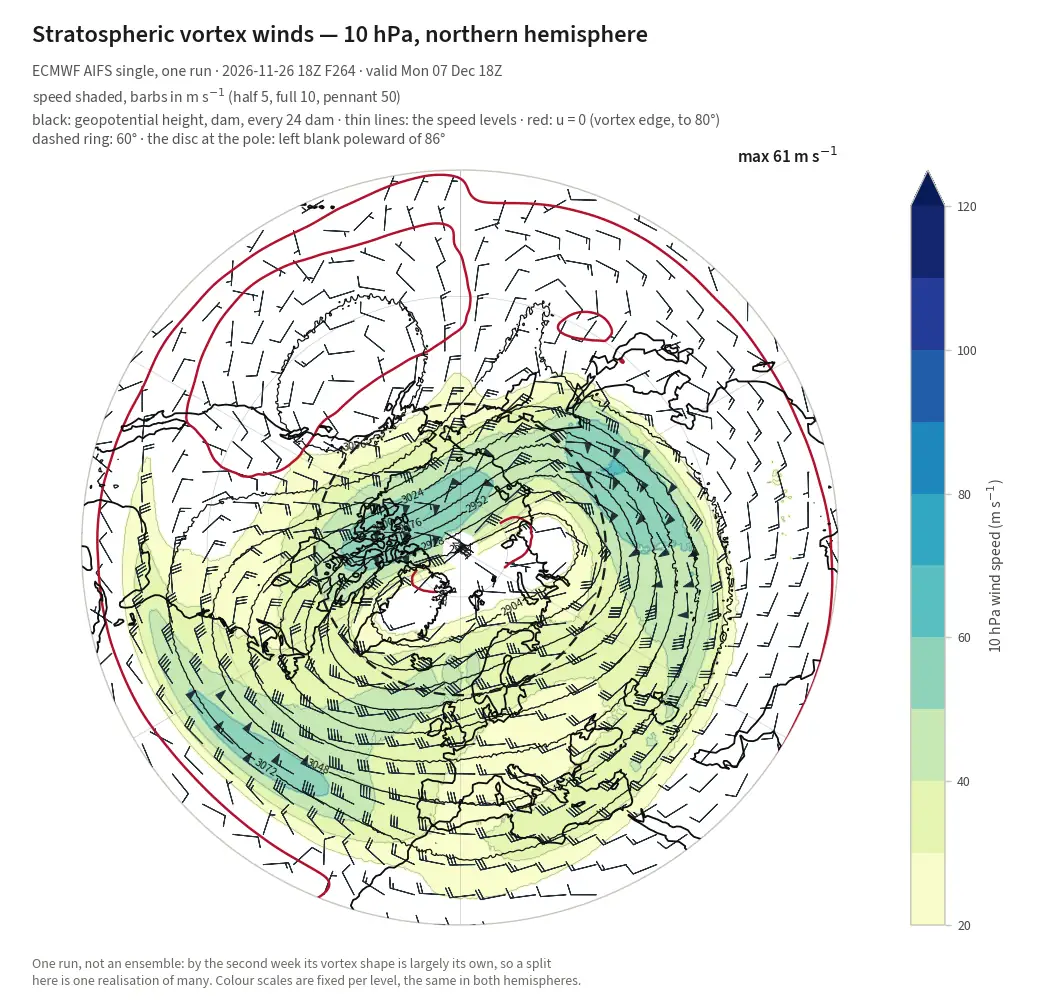 Stratospheric vortex winds — 10 hPa, northern hemisphere
ECMWF AIFS single, one run · 2026-11-26 18Z F264 · valid Mon 07 Dec 18Z
speed shaded, barbs in m s⁻¹ (half 5, full 10, pennant 50)
black: geopotential height, dam, every 24 dam · thin lines: the speed levels · red: u = 0 (vortex edge, to 80°)
dashed ring: 60° · the disc at the pole: left blank poleward of 86°
max 61 m s⁻¹
120
100
80
60
40
20
10 hPa wind speed (m s⁻¹)
3024
2952
2904
3048
3072
One run, not an ensemble: by the second week its vortex shape is largely its own, so a split
here is one realisation of many. Colour scales are fixed per level, the same in both hemispheres.